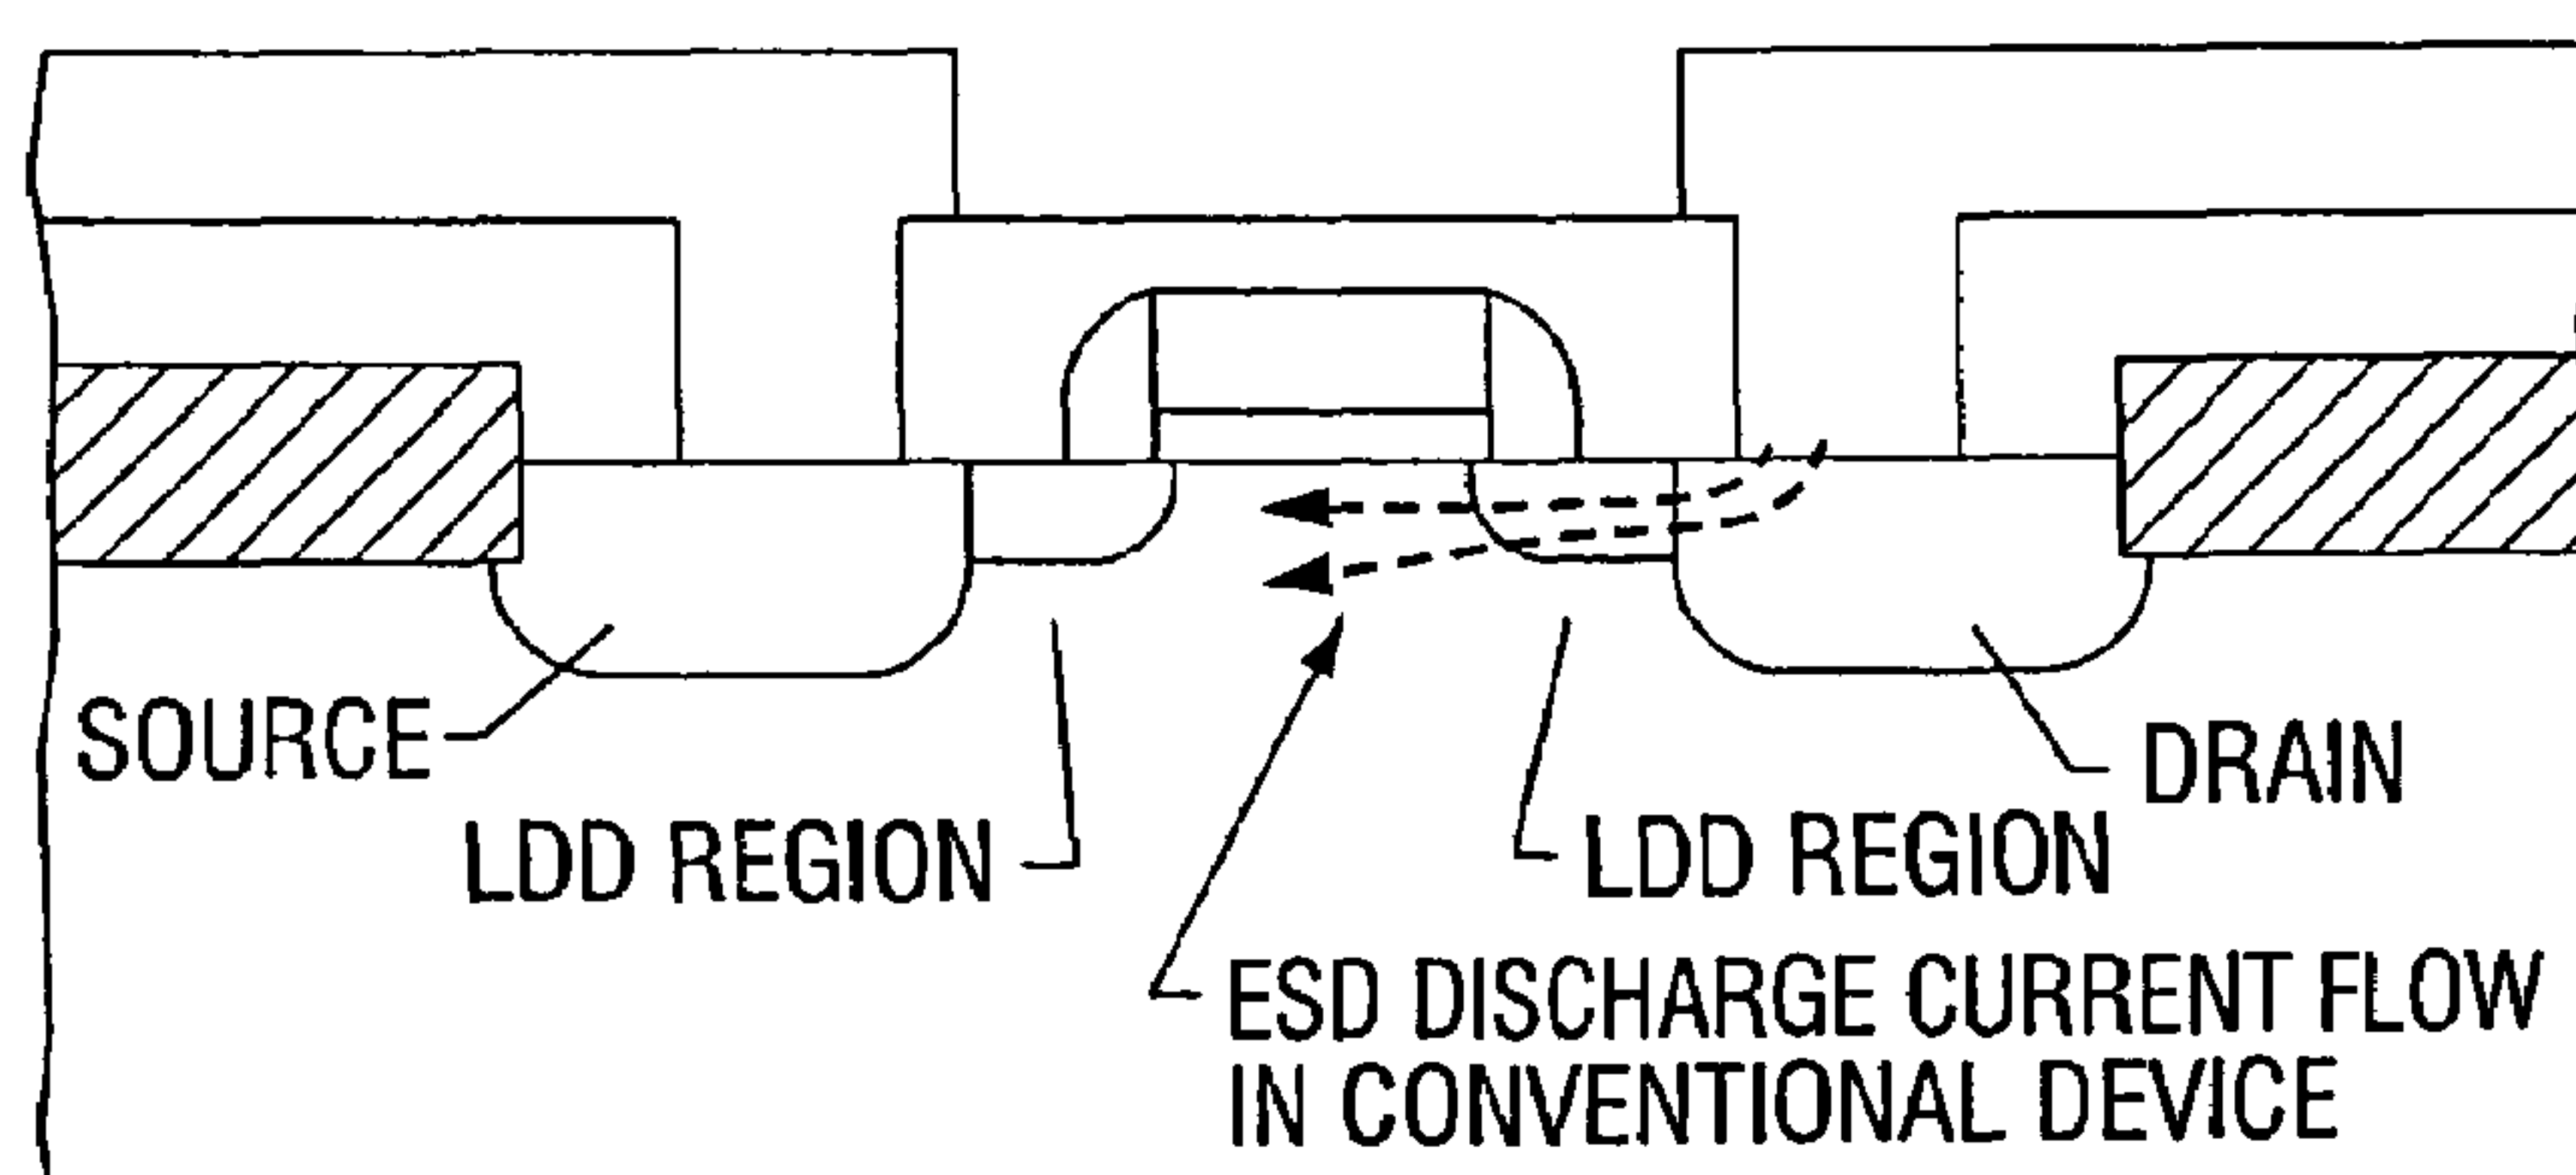 SOURCE
DRAIN
LDD REGION
LDD REGION
ESD DISCHARGE CURRENT FLOW
IN CONVENTIONAL DEVICE